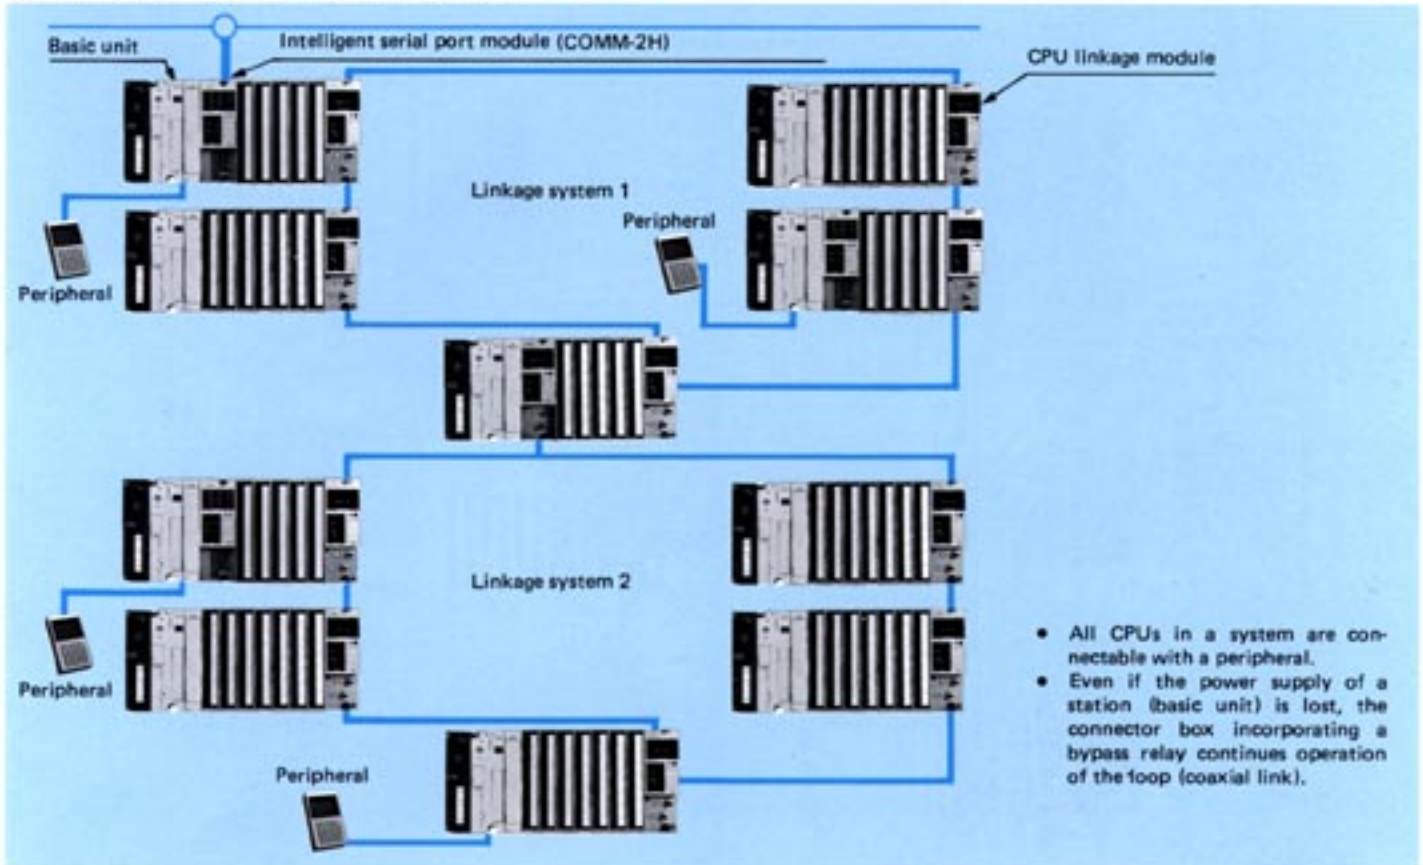 Basic unit
Intelligent serial port module (COMM-2H)
CPU linkage module
Linkage system 1
Peripheral
Peripheral
Linkage system 2
Peripheral
Peripheral
• All CPUs in a system are con-
nectable with a peripheral.
• Even if the power supply of a
station (basic unit) is lost, the
connector box incorporating a
bypass relay continues operation
of the loop (coaxial link).